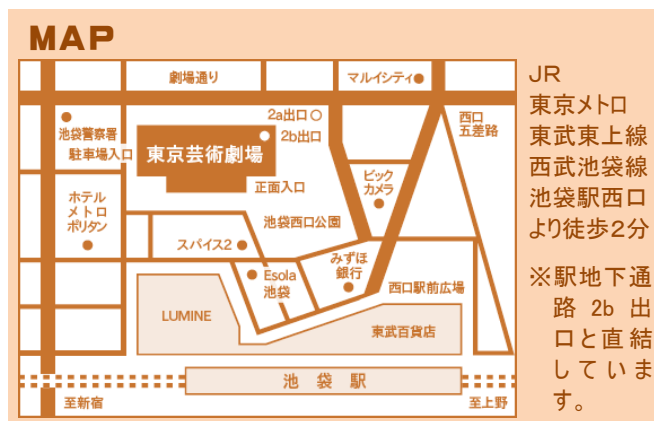 MAP
劇場通り
マルイシティ
2a出口
2b出口
西口
五差路
池袋警察署
駐車場入口
東京芸術劇場
正面入口
ビック
カメラ
ホテル
メトロ
ポリタン
池袋西口公園
スパイス2
みずほ
銀行
Esola
池袋
西口駅前広場
LUMINE
東武百貨店
池袋駅
至新宿
至上野
JR
東京メトロ
東武東上線
西武池袋線
池袋駅西口
より徒歩2分
※駅地下通
路 2b 出
口と直結
していま
す。